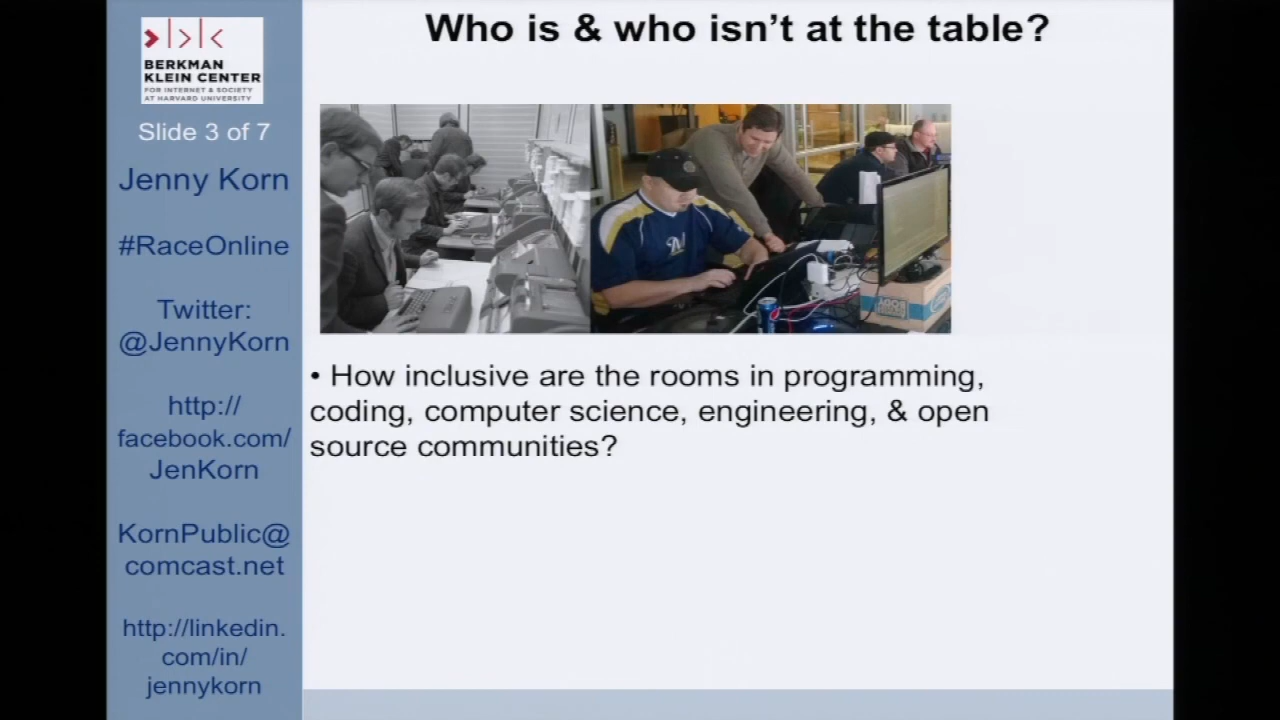 Who is & who isn't at the table?
BERKMAN
KLEIN CENTER
FOR INTERNET & SOCIETY
AT HARVARD UNIVERSITY
Slide 3 of 7
Jenny Korn
#RaceOnline
Twitter:
@JennyKorn
http://
facebook.com/
JenKorn
KornPublic@
comcast.net
http://linkedin.
com/in/
jennykorn
• How inclusive are the rooms in programming,
coding, computer science, engineering, & open
source communities?